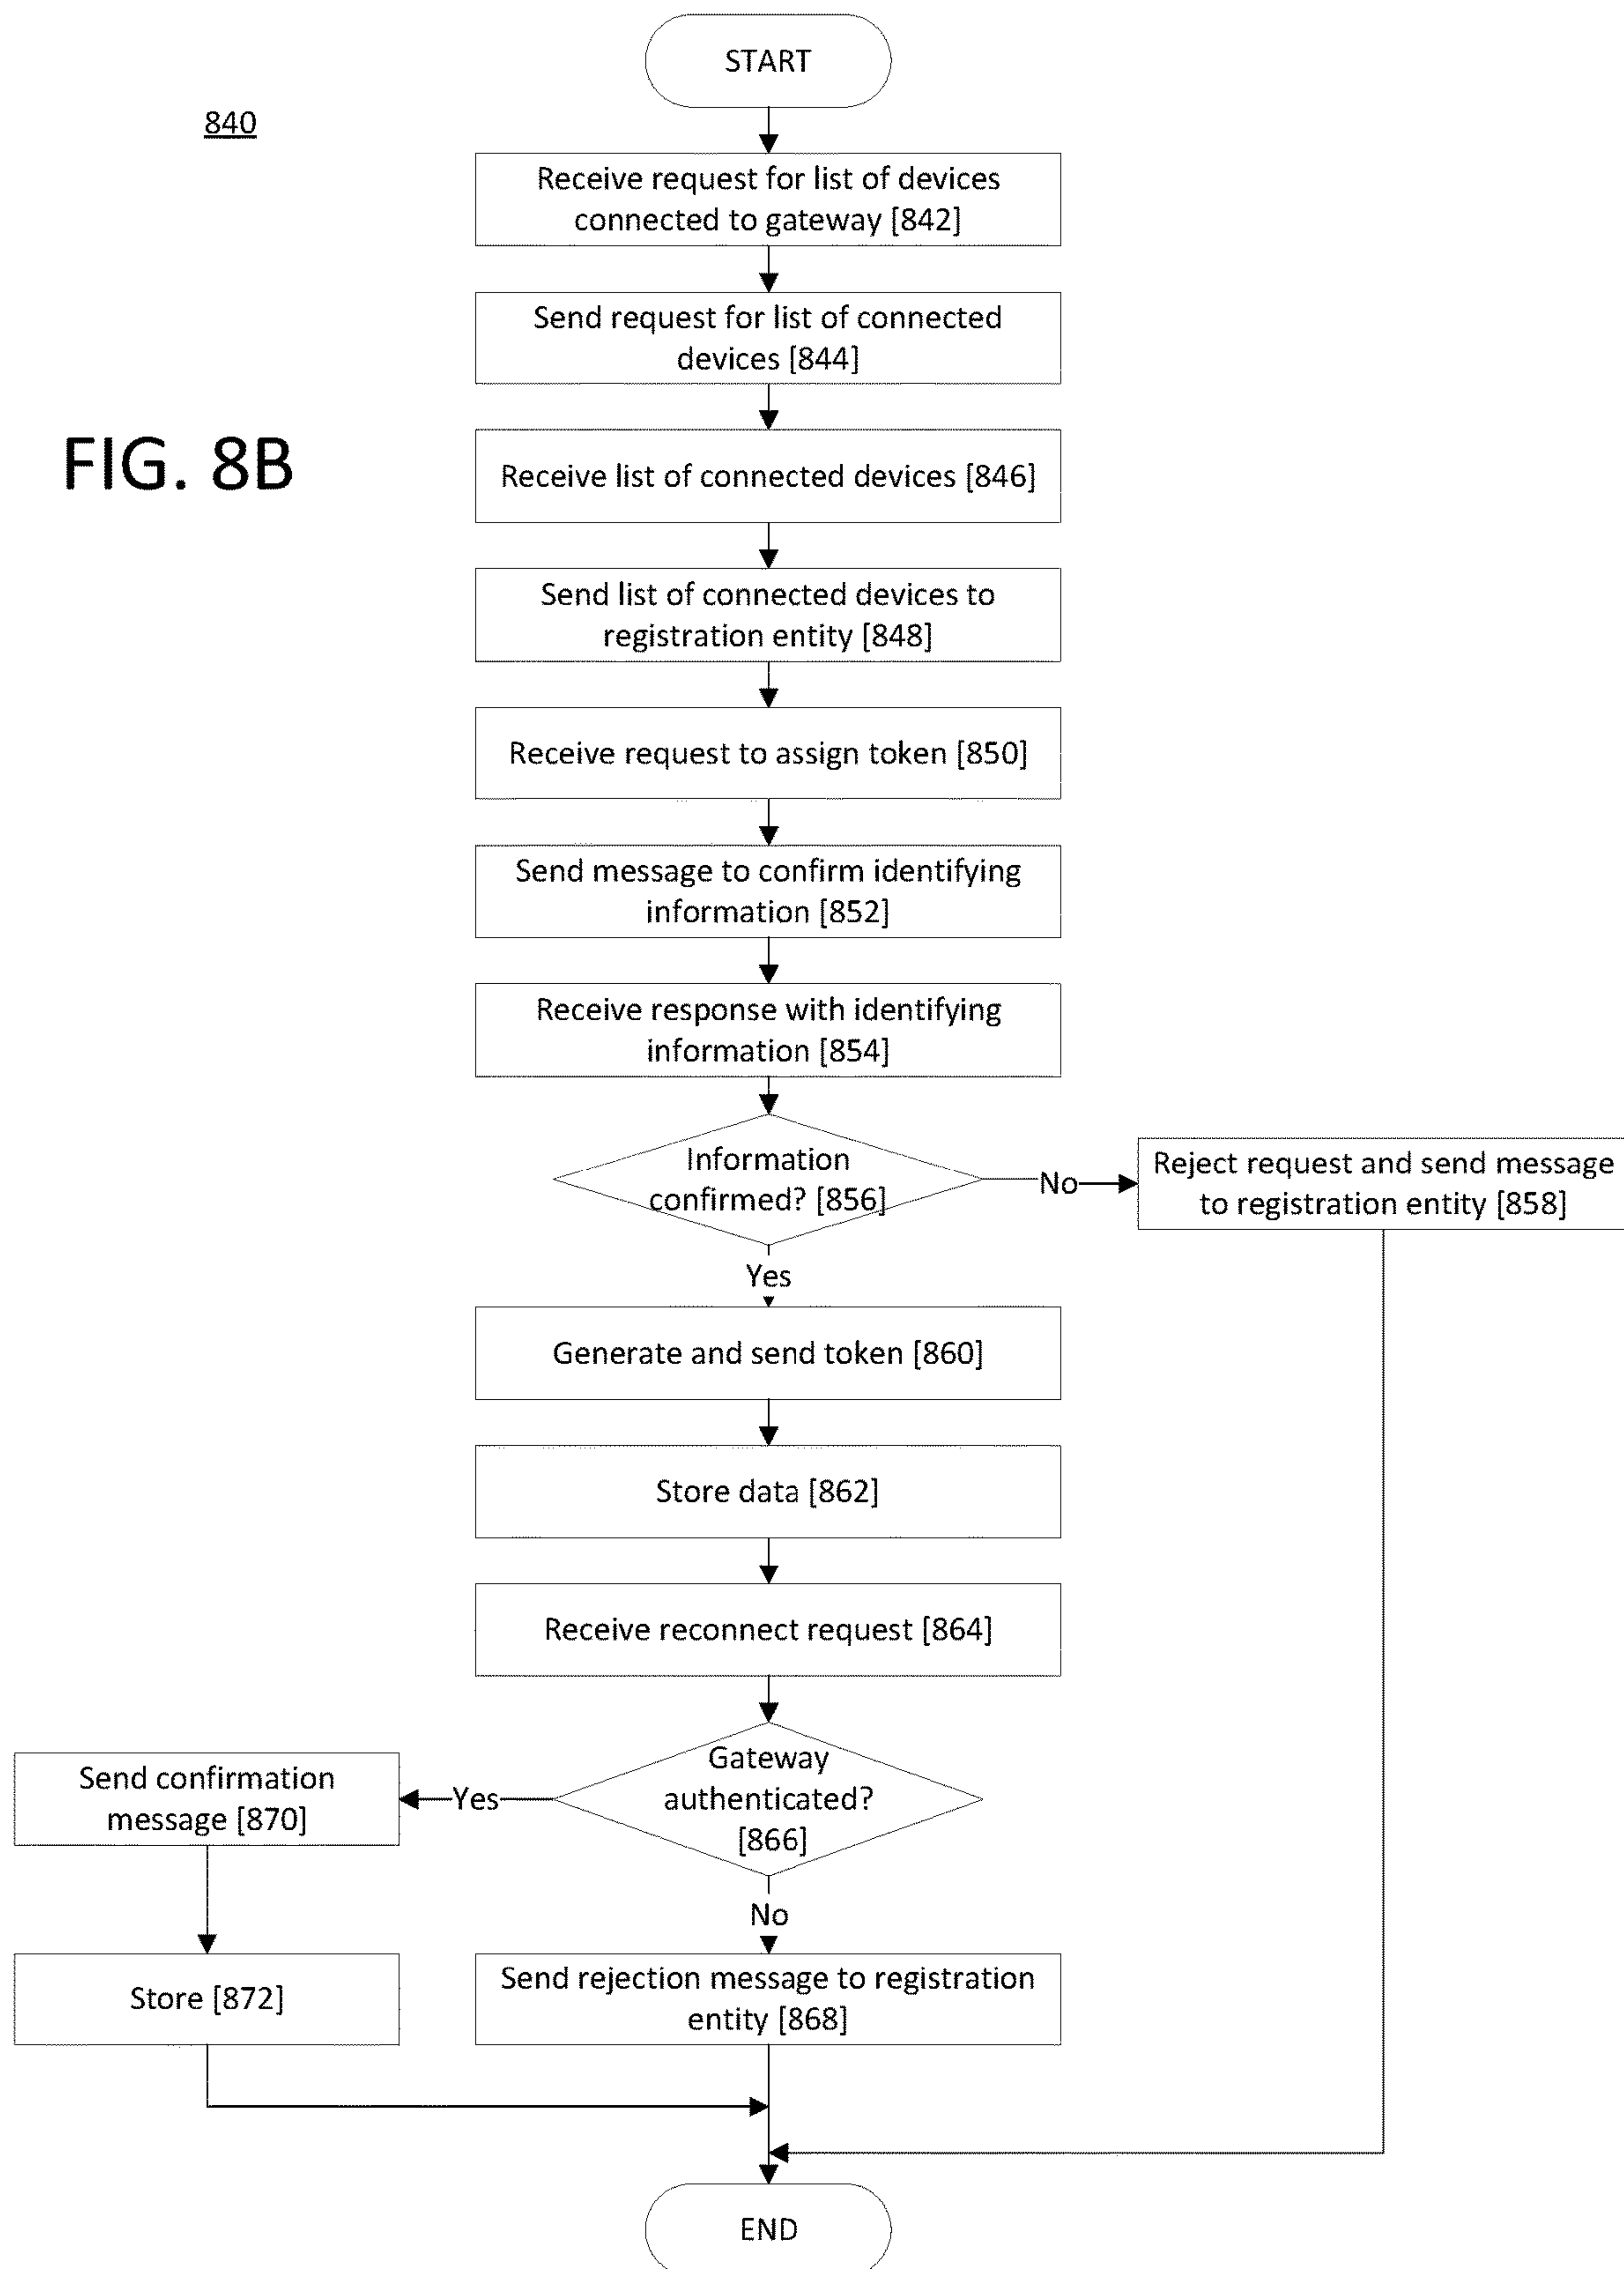 START
840
Receive request for list of devices
connected to gateway [842]
Send request for list of connected
devices [844]
FIG. 8B
Receive list of connected devices [846]
Send list of connected devices to
registration entity [848]
Receive request to assign token [850]
Send message to confirm identifying
information [852]
Receive response with identifying
information [854]
Information
confirmed? [856]
No
Reject request and send message
to registration entity [858]
Yes
Generate and send token [860]
Store data [862]
Receive reconnect request [864]
Gateway
authenticated?
[866]
Yes
Send confirmation
message [870]
No
Store [872]
Send rejection message to registration
entity [868]
END